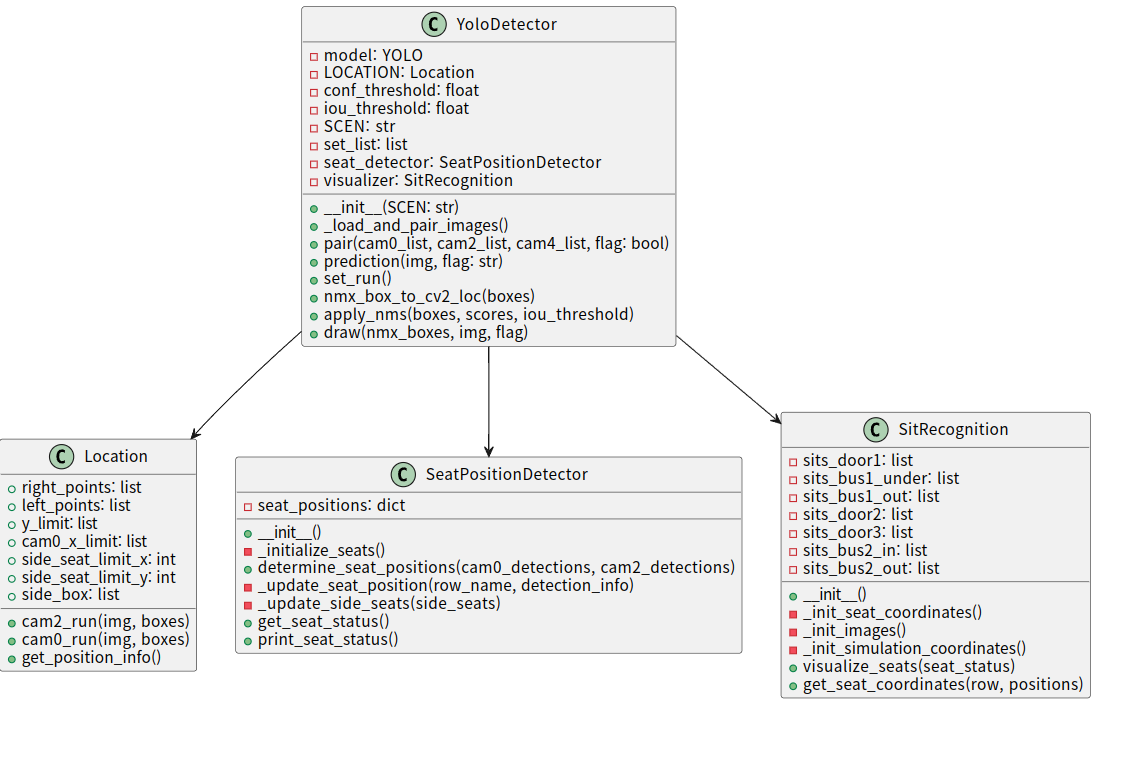 C YoloDetector
model: YOLO
LOCATION: Location
conf_threshold: float
iou_threshold: float
SCEN: str
set_list: list
seat_detector: SeatPositionDetector
visualizer: SitRecognition
__init__(SCEN: str)
_load_and_pair_images()
pair(cam0_list, cam2_list, cam4_list, flag: bool)
prediction(img, flag: str)
set_run()
nmx_box_to_cv2_loc(boxes)
apply_nms(boxes, scores, iou_threshold)
draw(nmx_boxes, img, flag)
C Location
right_points: list
left_points: list
y_limit: list
cam0_x_limit: list
side_seat_limit_x: int
side_seat_limit_y: int
side_box: list
cam2_run(img, boxes)
cam0_run(img, boxes)
get_position_info()
C SeatPositionDetector
seat_positions: dict
__init__()
_initialize_seats()
determine_seat_positions(cam0_detections, cam2_detections)
_update_seat_position(row_name, detection_info)
_update_side_seats(side_seats)
get_seat_status()
print_seat_status()
C SitRecognition
sits_door1: list
sits_bus1_under: list
sits_bus1_out: list
sits_door2: list
sits_door3: list
sits_bus2_in: list
sits_bus2_out: list
__init__()
_init_seat_coordinates()
_init_images()
_init_simulation_coordinates()
visualize_seats(seat_status)
get_seat_coordinates(row, positions)